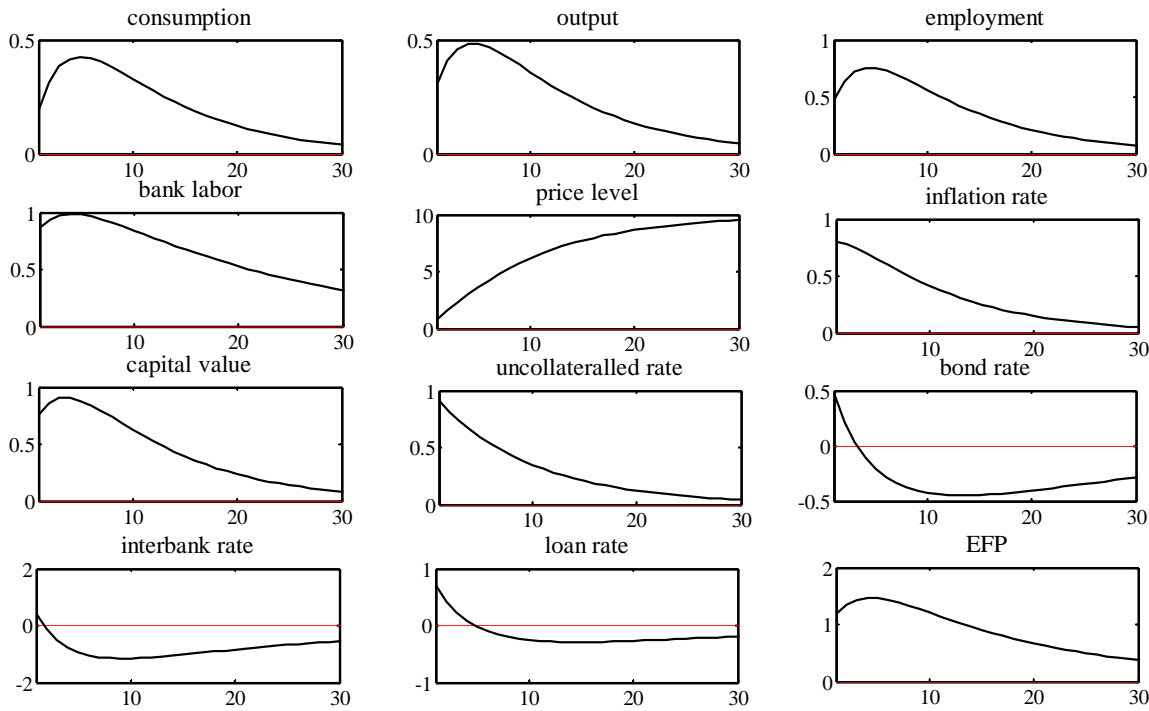 consumption output employment
0.5 0.5 1
0.5
0 0 0
10 20 30 10 20 30 10 20 30
bank labor price level inflation rate
1 10 1
0.5 5 0.5
0 0 0
10 20 30 10 20 30 10 20 30
capital value uncollateralled rate bond rate
1 1 0.5
0.5 0.5 0
0 0 -0.5
10 20 30 10 20 30 10 20 30
interbank rate loan rate EFP
2 1 2
0 0 1
-2 -1 0
10 20 30 10 20 30 10 20 30